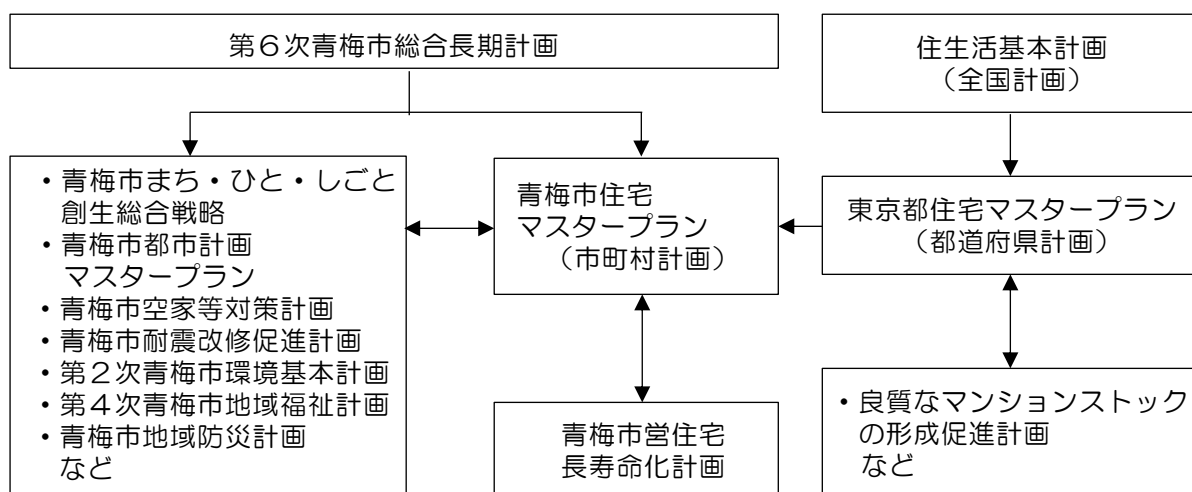 第６次青梅市総合長期計画
住生活基本計画
（全国計画）
・青梅市まち・ひと・しごと
創生総合戦略
・青梅市都市計画
マスタープラン
・青梅市空家等対策計画
・青梅市耐震改修促進計画
・第２次青梅市環境基本計画
・第４次青梅市地域福祉計画
・青梅市地域防災計画
など
青梅市住宅
マスタープラン
（市町村計画）
東京都住宅マスタープラン
（都道府県計画）
青梅市営住宅
長寿命化計画
・良質なマンションストック
の形成促進計画
など